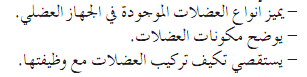 – يميز أنواع العضلات الموجودة في الجهاز العضلي.
– يوضح مكونات العضلات.
– يستقصي تكيف تركيب العضلات مع وظيفتها.